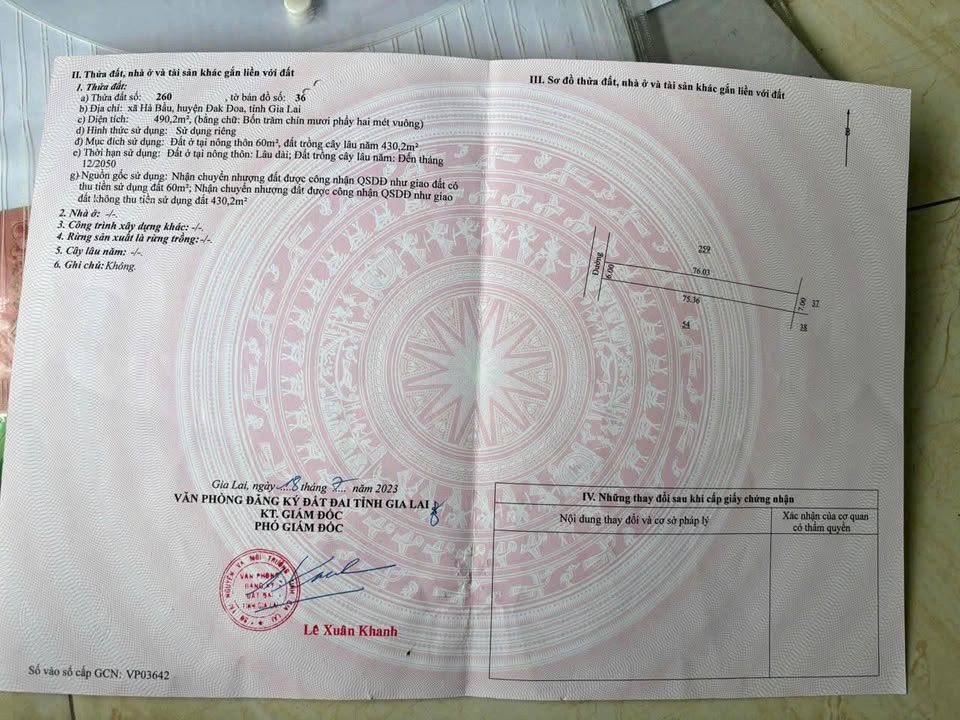 II. Thửa đất, nhà ở và tài sản khác gắn liền với đất
1. Thửa đất:
a) Thửa đất số: 260 , tờ bản đồ số: 36
b) Địa chỉ: xã Hà Bầu, huyện Đak Đoa, tỉnh Gia Lai
c) Diện tích: 490,2m², (bằng chữ: Bốn trăm chín mươi phẩy hai mét vuông)
d) Hình thức sử dụng: Sử dụng riêng
đ) Mục đích sử dụng: Đất ở tại nông thôn 60m², đất trồng cây lâu năm 430,2m²
e) Thời hạn sử dụng: Đất ở tại nông thôn: Lâu dài; Đất trồng cây lâu năm: Đến tháng
12/2050
g) Nguồn gốc sử dụng: Nhận chuyển nhượng đất được công nhận QSDĐ như giao đất có
thu tiền sử dụng đất 60m²; Nhận chuyển nhượng đất được công nhận QSDĐ như giao
đất không thu tiền sử dụng đất 430,2m²
2. Nhà ở: -/-.
3. Công trình xây dựng khác: -/-.
4. Rừng sản xuất là rừng trồng: -/-.
5. Cây lâu năm: -/-.
6. Ghi chú: Không.
Gia Lai, ngày 18 tháng 7 năm 2023
VĂN PHÒNG ĐĂNG KÝ ĐẤT ĐAI TỈNH GIA LAI
KT. GIÁM ĐỐC
PHÓ GIÁM ĐỐC
VĂN PHÒNG
ĐĂNG KÝ
ĐẤT ĐAI
TỈNH GIA LAI
Lê Xuân Khanh
Số vào sổ cấp GCN: VP03642
III. Sơ đồ thửa đất, nhà ở và tài sản khác gắn liền với đất
B
259
Đường
6.00
76.03
75.36
7.00
37
54
38
IV. Những thay đổi sau khi cấp giấy chứng nhận
Nội dung thay đổi và cơ sở pháp lý
Xác nhận của cơ quan
có thẩm quyền